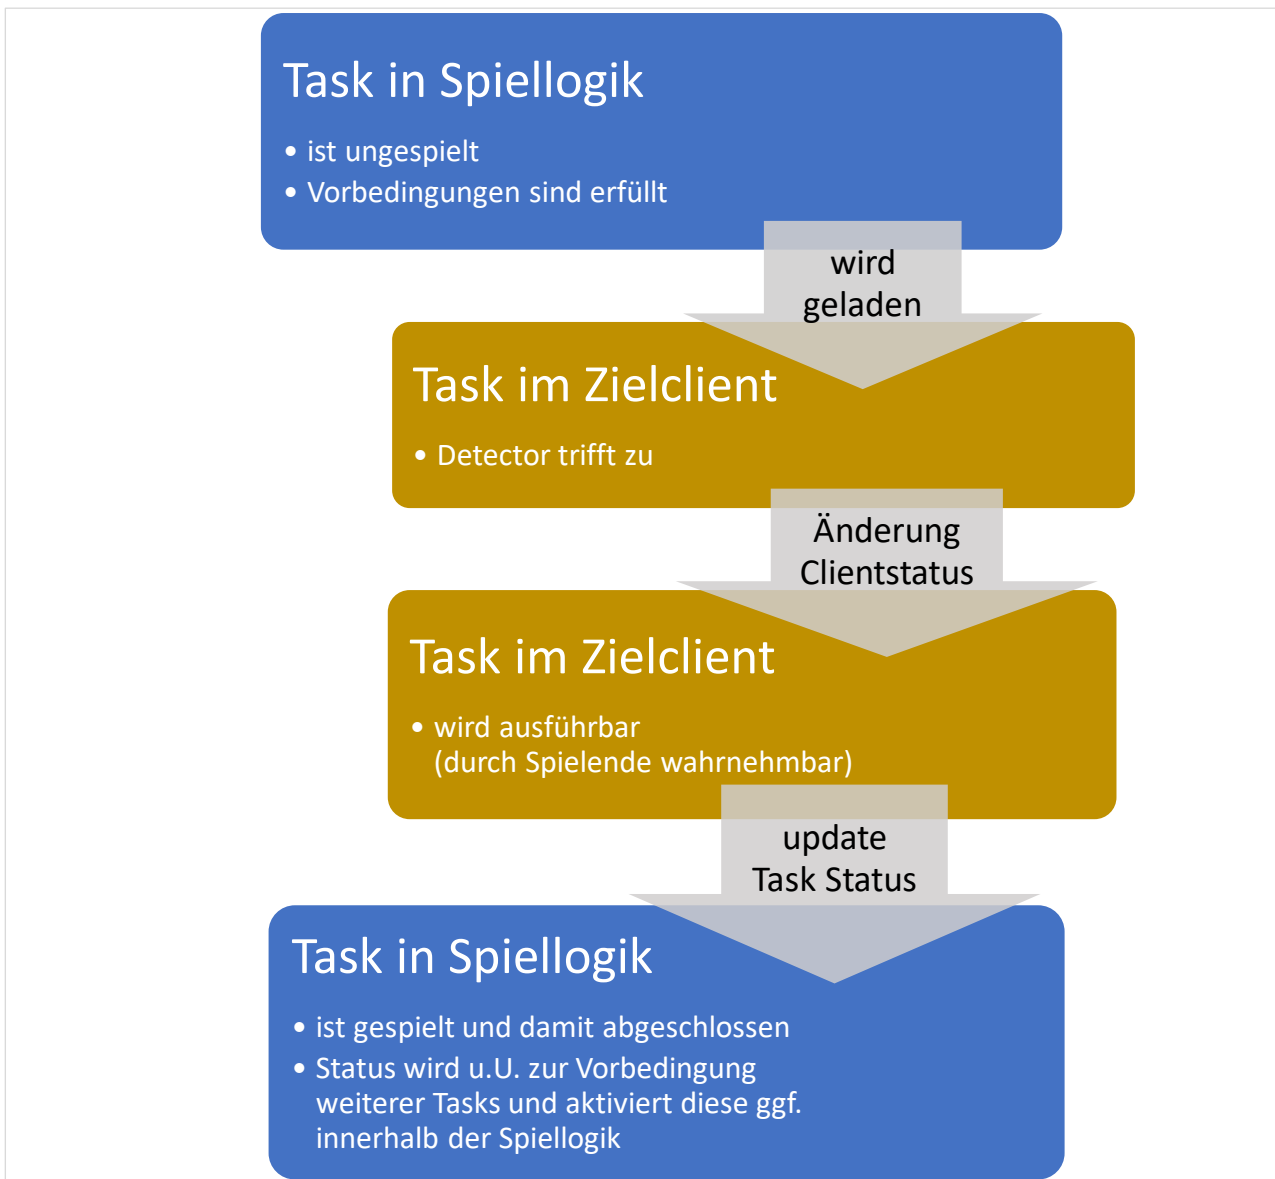 Task in Spiellogik
• ist ungespielt
• Vorbedingungen sind erfüllt
wird
geladen
Task im Zielclient
• Detector trifft zu
Änderung
Clientstatus
Task im Zielclient
• wird ausführbar
(durch Spielende wahrnehmbar)
update
Task Status
Task in Spiellogik
• ist gespielt und damit abgeschlossen
• Status wird u.U. zur Vorbedingung
weiterer Tasks und aktiviert diese ggf.
innerhalb der Spiellogik